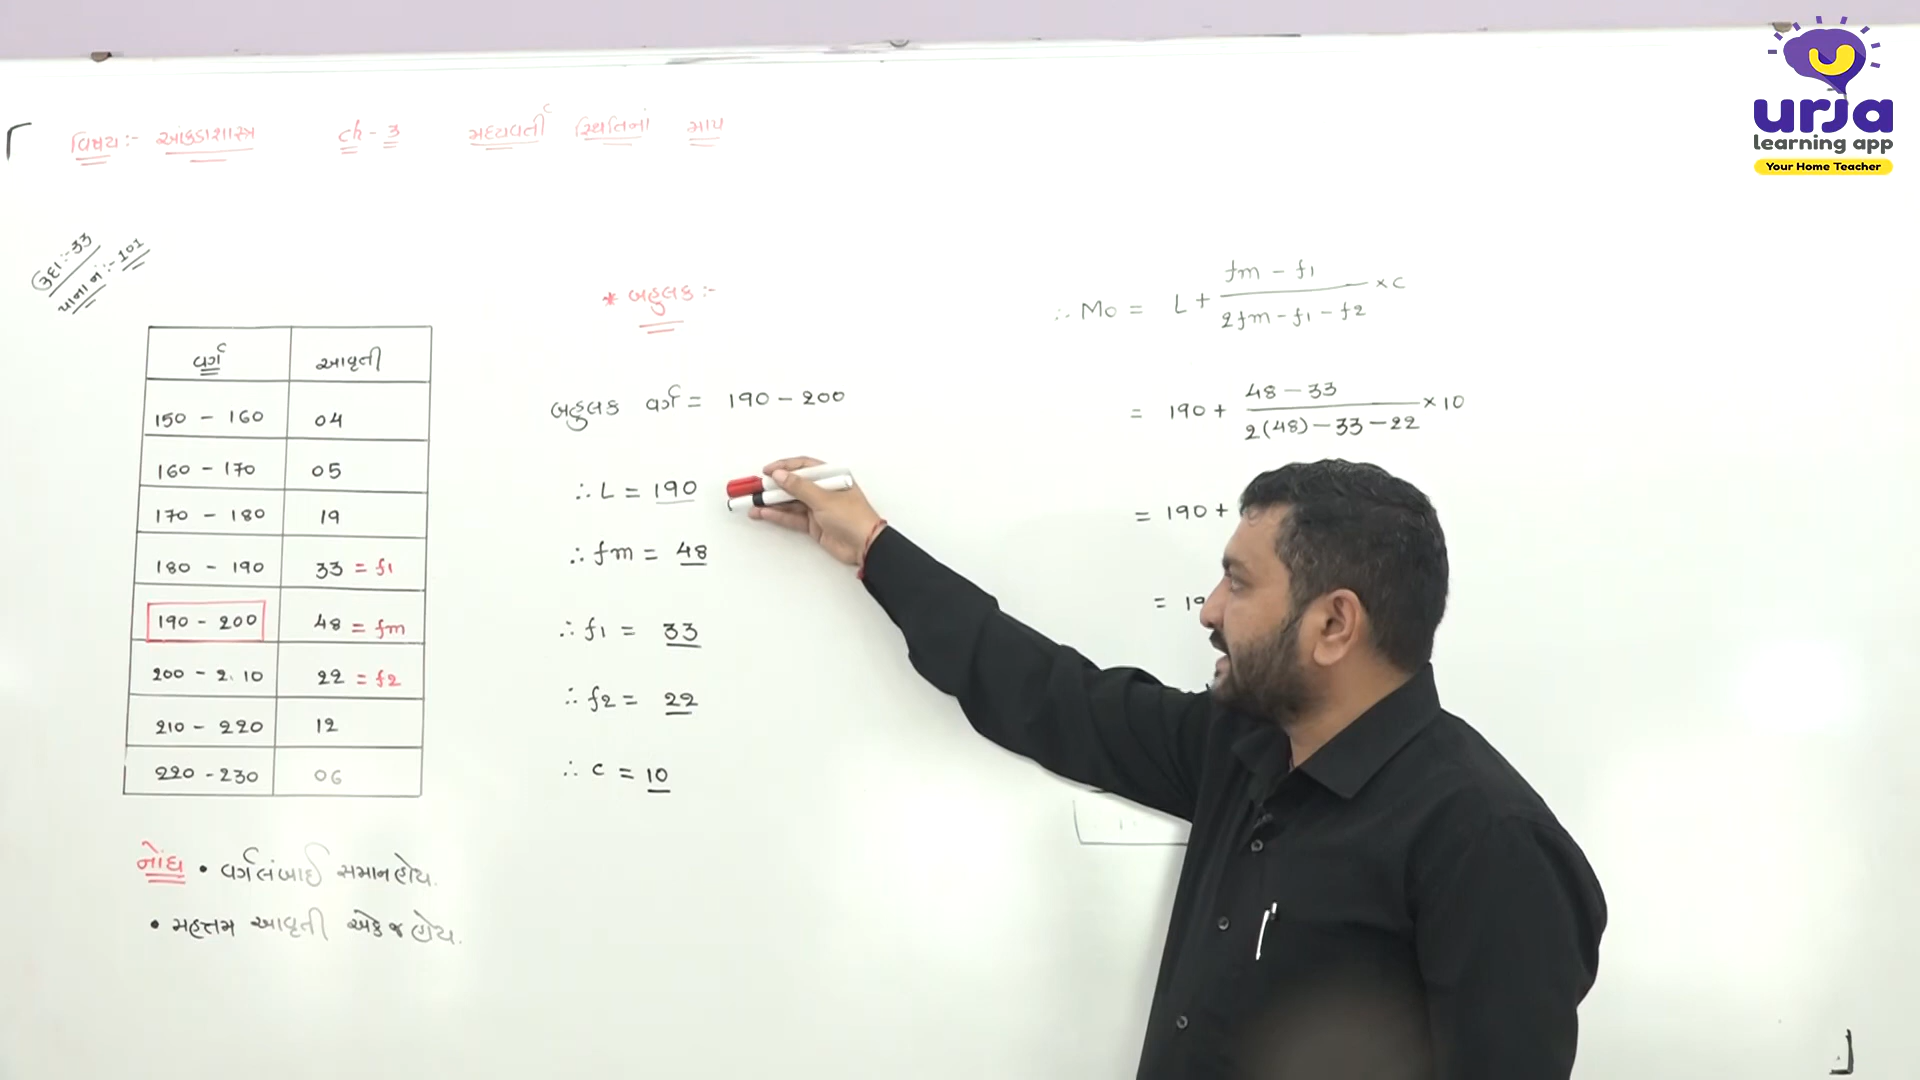 urja
learning app
Your Home Teacher
વિષય:- આંકડાશાસ્ત્ર ch-3 મધ્યવર્તી સ્થિતિનાં માપ
ઉદા:-33
પાના નં:-101
વર્ગ આવૃતી
150 - 160 04
160 - 170 05
170 - 180 19
180 - 190 33 = f1
190 - 200 48 = fm
200 - 210 22 = f2
210 - 220 12
220 - 230 06
નોંધ • વર્ગલંબાઈ સમાન હોય.
• મહત્તમ આવૃતી એક જ હોય.
* બહુલક :-
બહુલક વર્ગ = 190 - 200
∴ L = 190
∴ fm = 48
∴ f1 = 33
∴ f2 = 22
∴ c = 10
∴ Mo = L + fm - f1 / 2fm - f1 - f2 × c
= 190 + 48 - 33 / 2(48) - 33 - 22 × 10
= 190 +
= 19